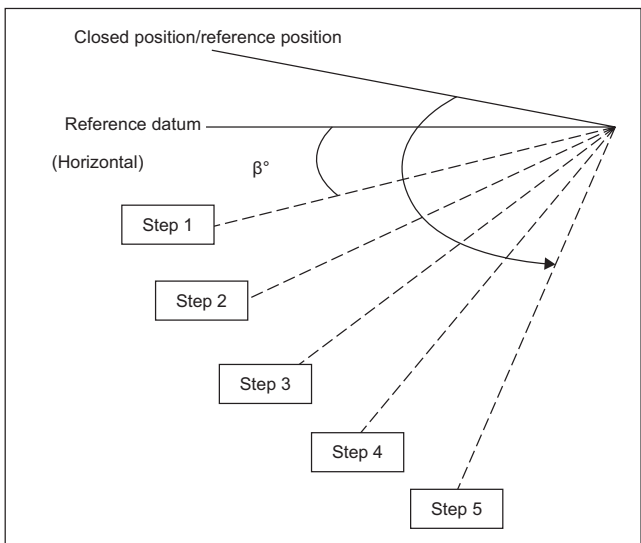 Closed position/reference position
Reference datum
(Horizontal)
β°
Step 1
Step 2
Step 3
Step 4
Step 5